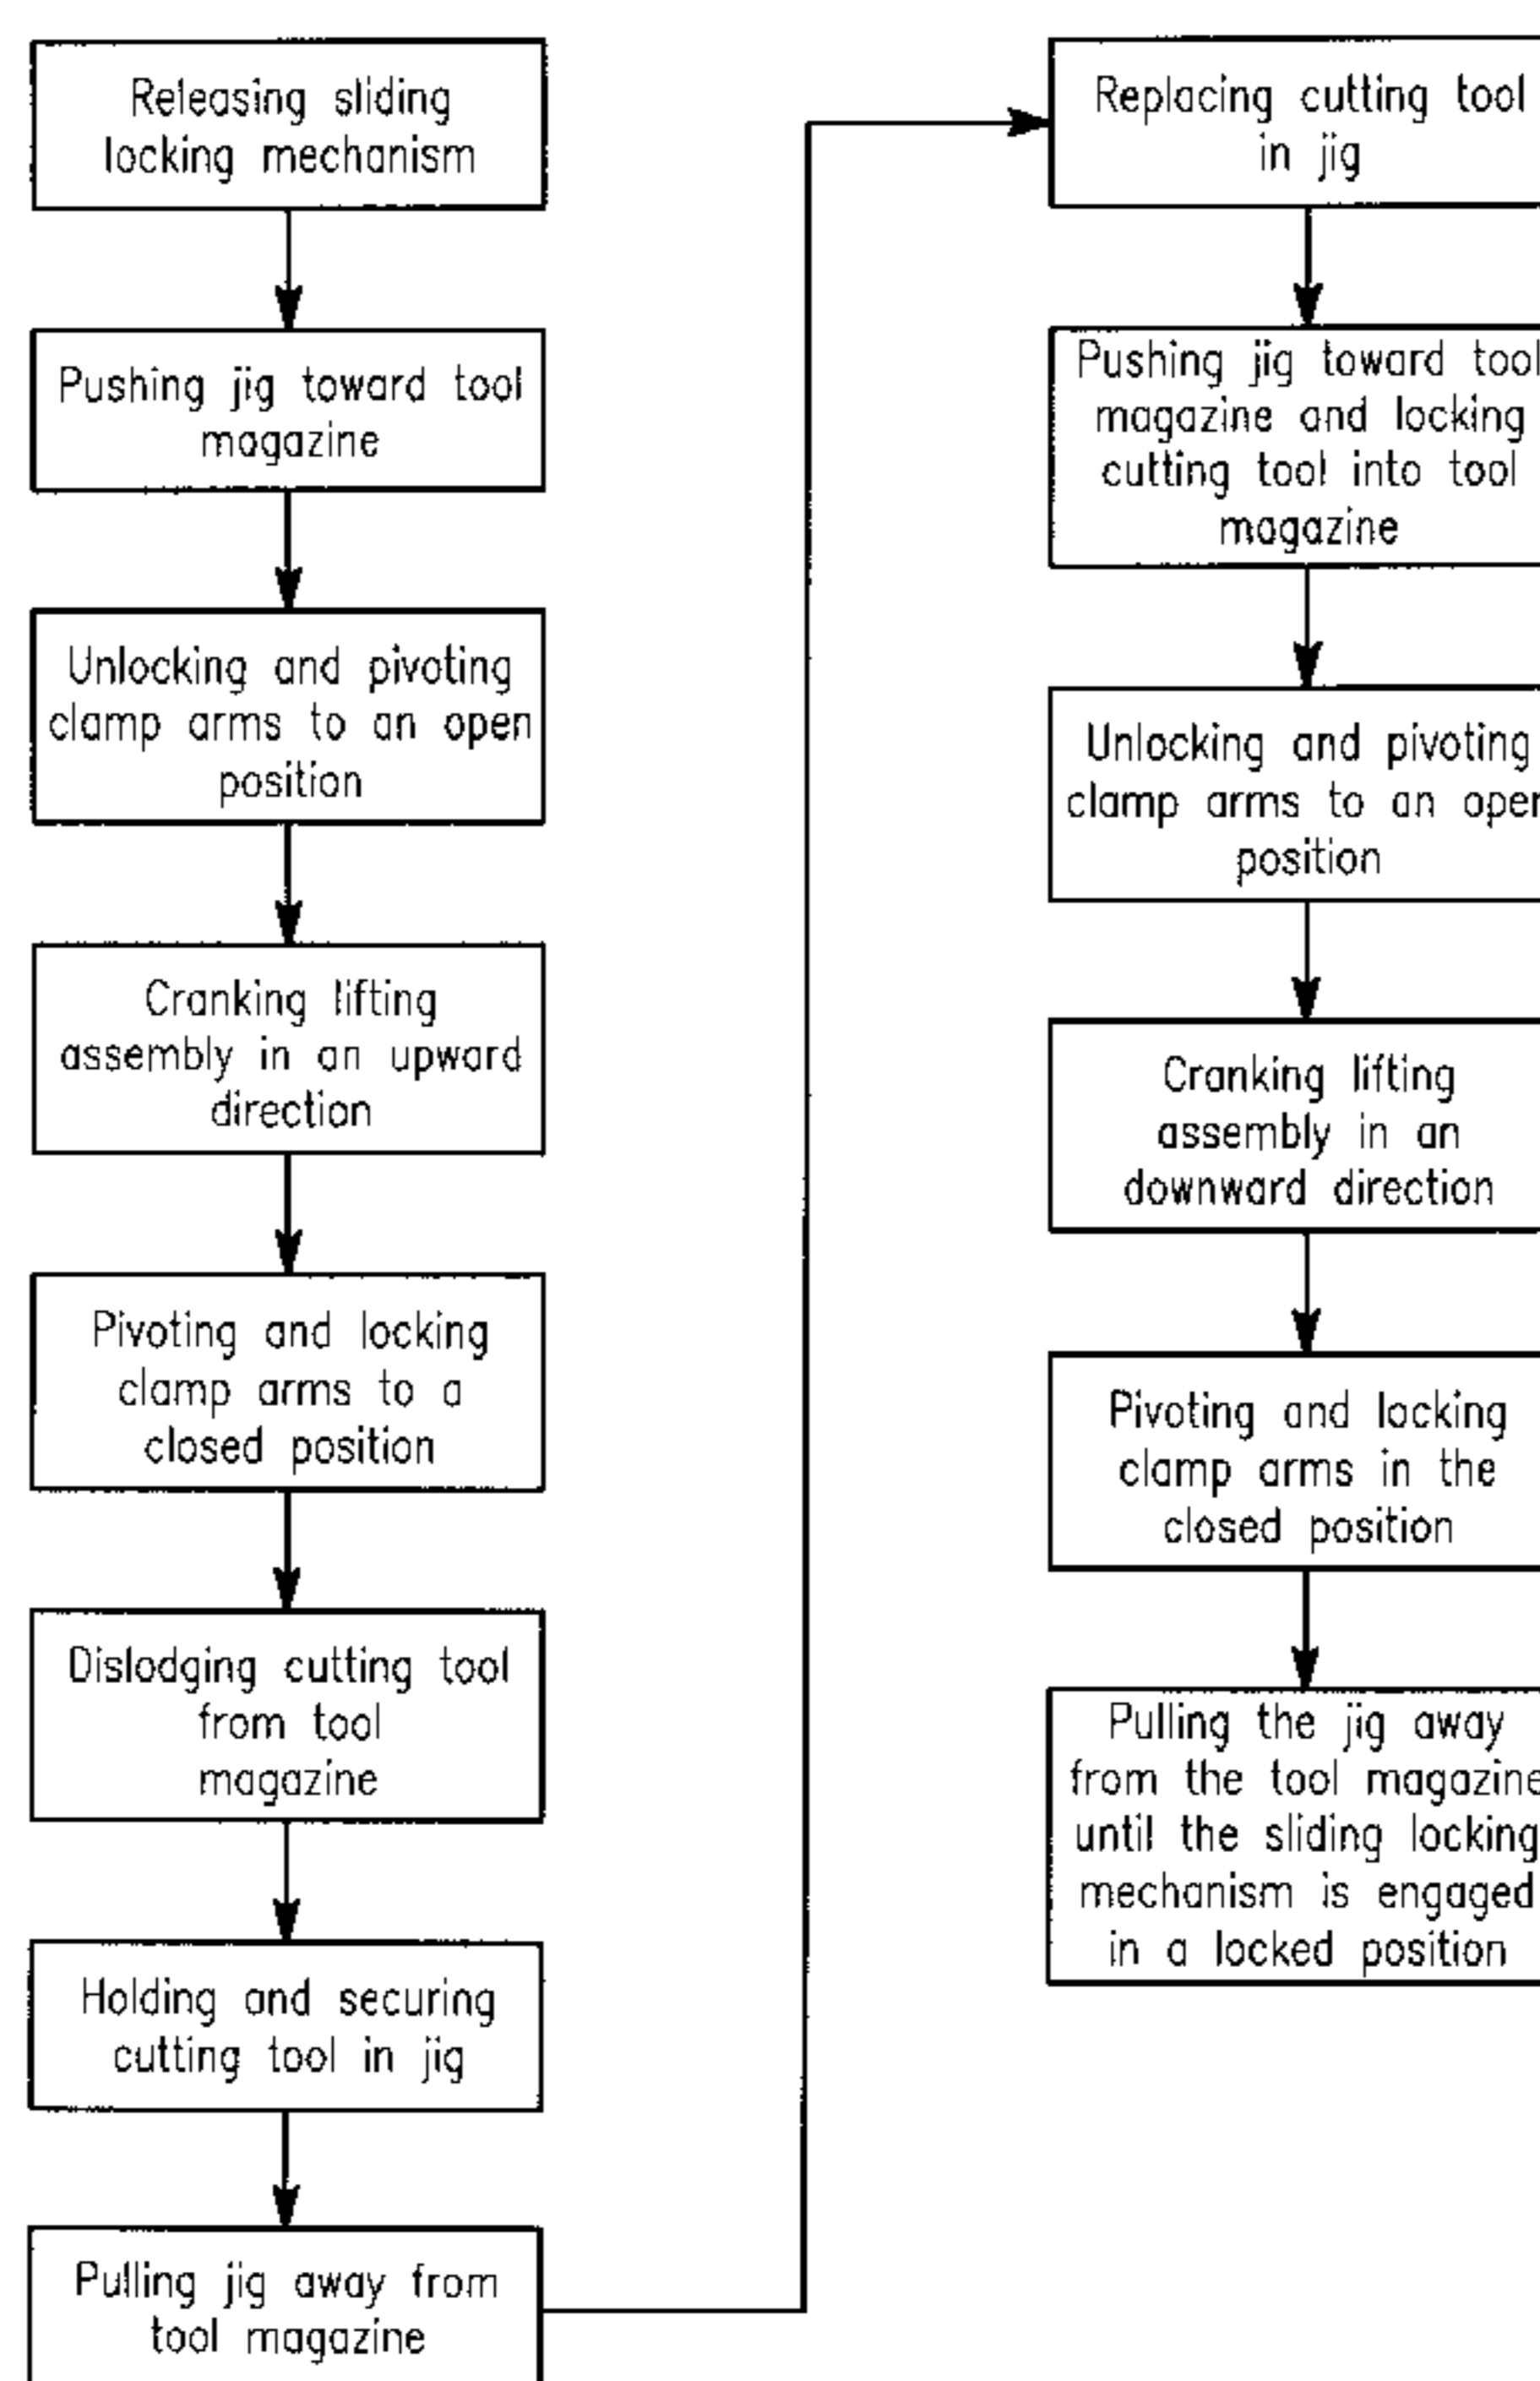 Releasing sliding
locking mechanism
Pushing jig toward tool
magazine
Unlocking and pivoting
clamp arms to an open
position
Cranking lifting
assembly in an upward
direction
Pivoting and locking
clamp arms to a
closed position
Dislodging cutting tool
from tool
magazine
Holding and securing
cutting tool in jig
Pulling jig away from
tool magazine
Replacing cutting tool
in jig
Pushing jig toward tool
magazine and locking
cutting tool into tool
magazine
Unlocking and pivoting
clamp arms to an open
position
Cranking lifting
assembly in an
downward direction
Pivoting and locking
clamp arms in the
closed position
Pulling the jig away
from the tool magazine
until the sliding locking
mechanism is engaged
in a locked position